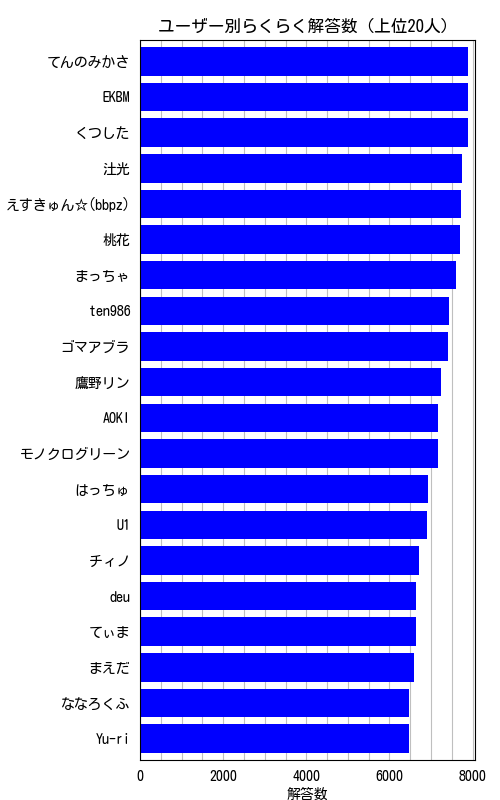 ユーザー別らくらく解答数（上位20人）
てんのみかさ
EKBM
くつした
汢光
えすきゅん☆(bbpz)
桃花
まっちゃ
ten986
ゴマアブラ
鷹野リン
AOKI
モノクログリーン
はっちゅ
U1
チィノ
deu
てぃま
まえだ
ななろくふ
Yu-ri
0 2000 4000 6000 8000
解答数